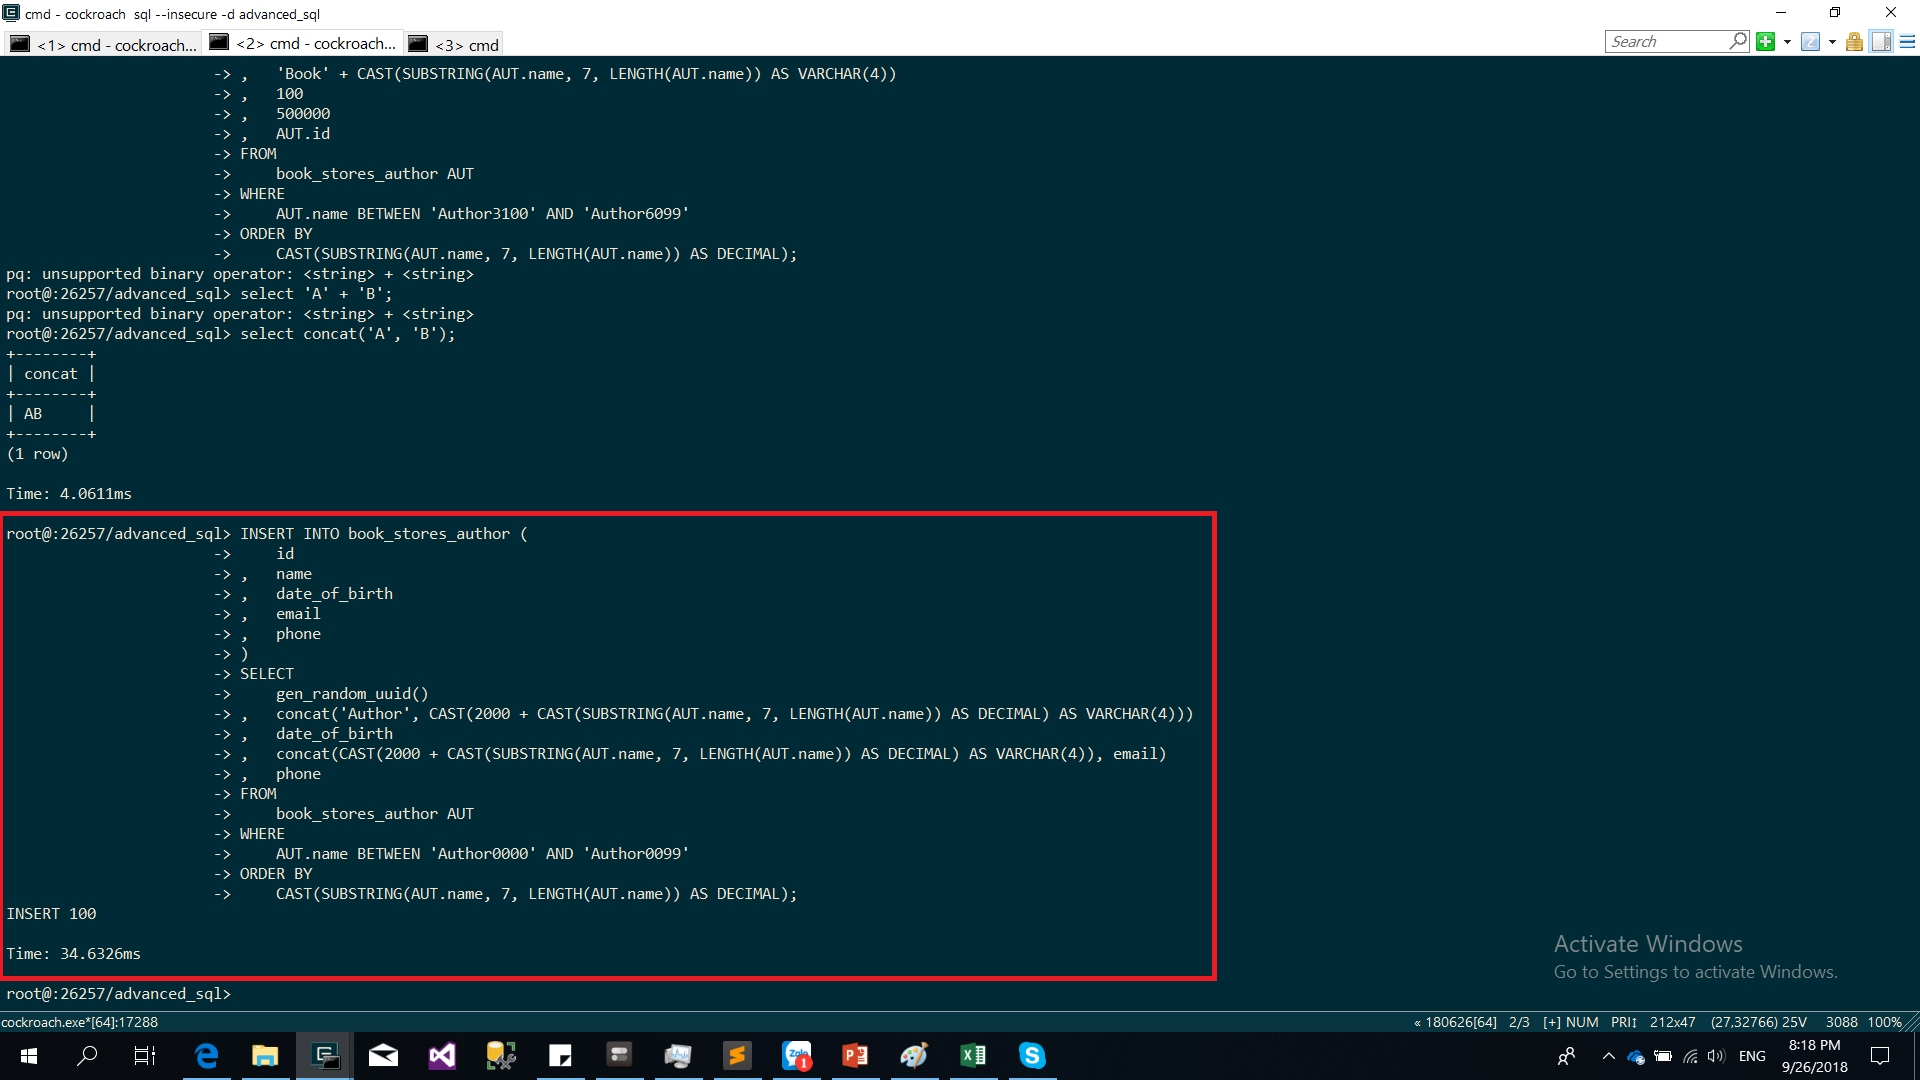 cmd - cockroach  sql --insecure -d advanced_sql
<1> cmd - cockroach...
<2> cmd - cockroach...
<3> cmd
Search
-> ,   'Book' + CAST(SUBSTRING(AUT.name, 7, LENGTH(AUT.name)) AS VARCHAR(4))
-> ,   100
-> ,   500000
-> ,   AUT.id
-> FROM
->     book_stores_author AUT
-> WHERE
->     AUT.name BETWEEN 'Author3100' AND 'Author6099'
-> ORDER BY
->     CAST(SUBSTRING(AUT.name, 7, LENGTH(AUT.name)) AS DECIMAL);
pq: unsupported binary operator: <string> + <string>
root@:26257/advanced_sql> select 'A' + 'B';
pq: unsupported binary operator: <string> + <string>
root@:26257/advanced_sql> select concat('A', 'B');
+--------+
| concat |
+--------+
| AB     |
+--------+
(1 row)
Time: 4.0611ms
root@:26257/advanced_sql> INSERT INTO book_stores_author (
->     id
-> ,   name
-> ,   date_of_birth
-> ,   email
-> ,   phone
-> )
-> SELECT
->     gen_random_uuid()
-> ,   concat('Author', CAST(2000 + CAST(SUBSTRING(AUT.name, 7, LENGTH(AUT.name)) AS DECIMAL) AS VARCHAR(4)))
-> ,   date_of_birth
-> ,   concat(CAST(2000 + CAST(SUBSTRING(AUT.name, 7, LENGTH(AUT.name)) AS DECIMAL) AS VARCHAR(4)), email)
-> ,   phone
-> FROM
->     book_stores_author AUT
-> WHERE
->     AUT.name BETWEEN 'Author0000' AND 'Author0099'
-> ORDER BY
->     CAST(SUBSTRING(AUT.name, 7, LENGTH(AUT.name)) AS DECIMAL);
INSERT 100
Time: 34.6326ms
root@:26257/advanced_sql>
Activate Windows
Go to Settings to activate Windows.
cockroach.exe*[64]:17288
« 180626[64]  2/3  [+] NUM  PRI↕  212x47  (27,32766) 25V  3088  100%
Zalo
1
ENG
8:18 PM
9/26/2018